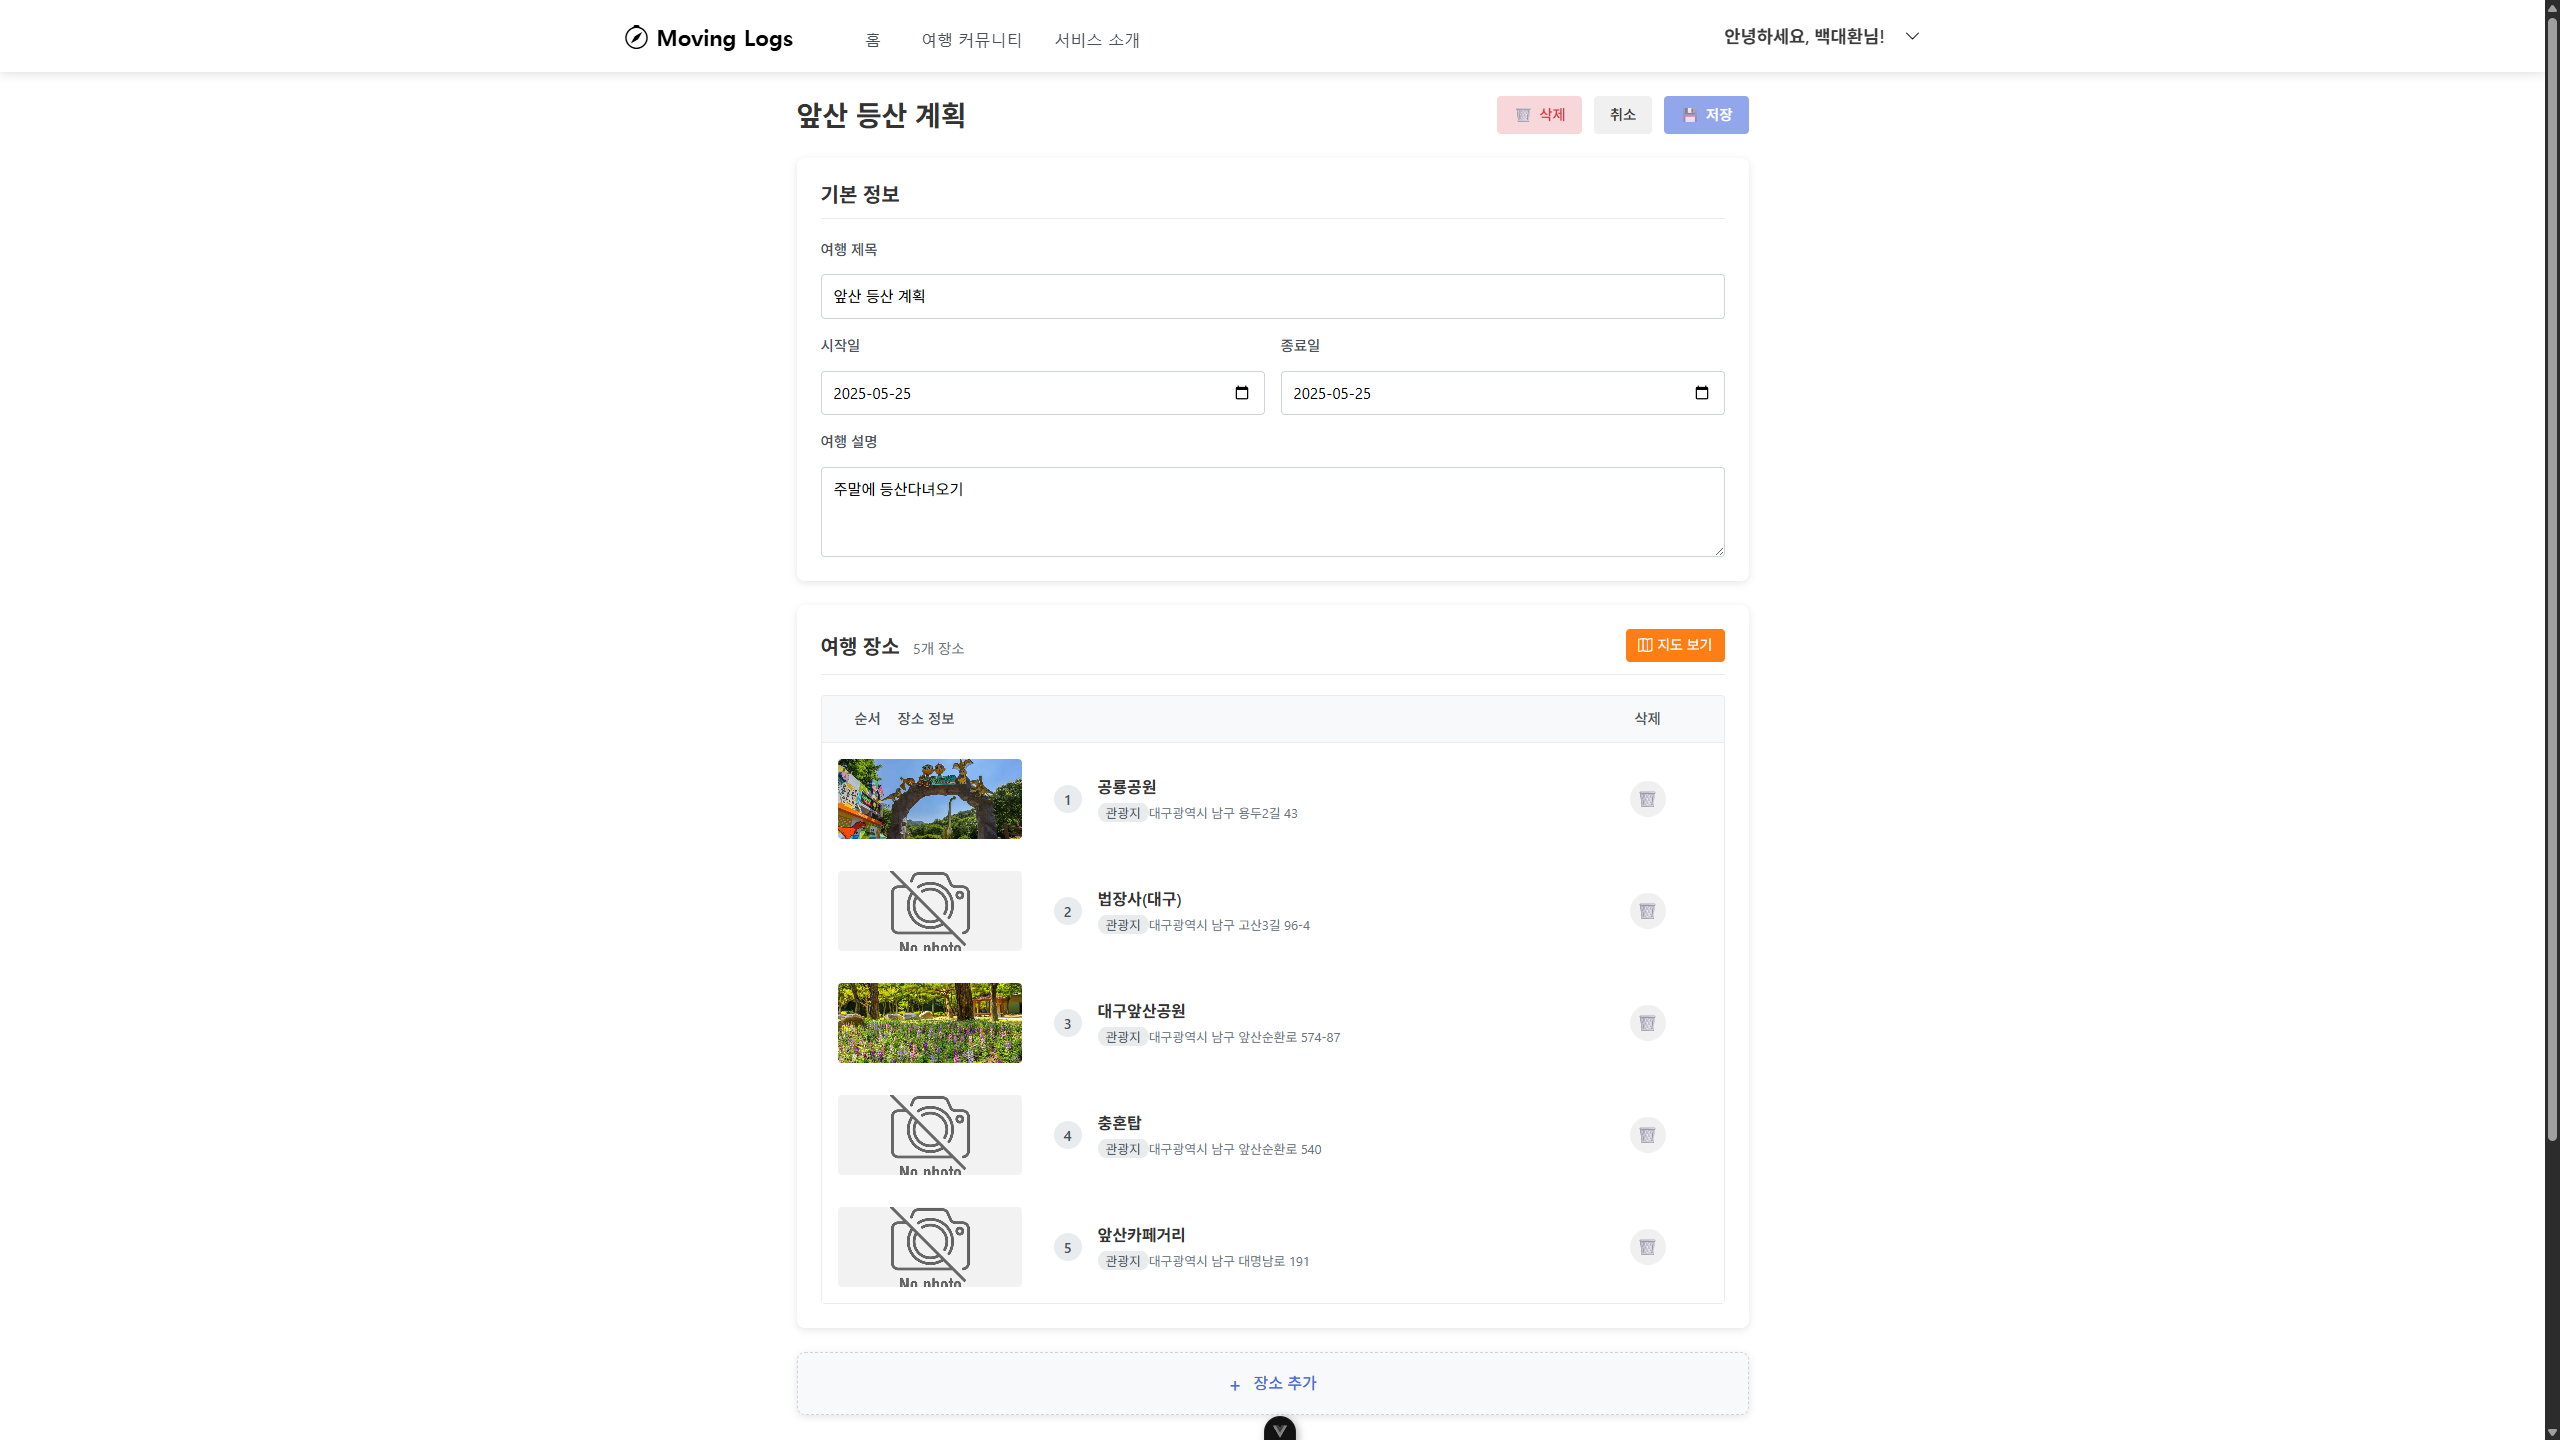 Moving Logs
홈
여행 커뮤니티
서비스 소개
안녕하세요, 백대환님!
앞산 등산 계획
삭제
취소
저장
기본 정보
여행 제목
앞산 등산 계획
시작일
종료일
2025-05-25
2025-05-25
여행 설명
주말에 등산다녀오기
여행 장소 5개 장소
지도 보기
순서 장소 정보 삭제
1
공룡공원
관광지 대구광역시 남구 용두2길 43
No photo
2
법장사(대구)
관광지 대구광역시 남구 고산3길 96-4
3
대구앞산공원
관광지 대구광역시 남구 앞산순환로 574-87
No photo
4
충혼탑
관광지 대구광역시 남구 앞산순환로 540
No photo
5
앞산카페거리
관광지 대구광역시 남구 대명남로 191
+ 장소 추가